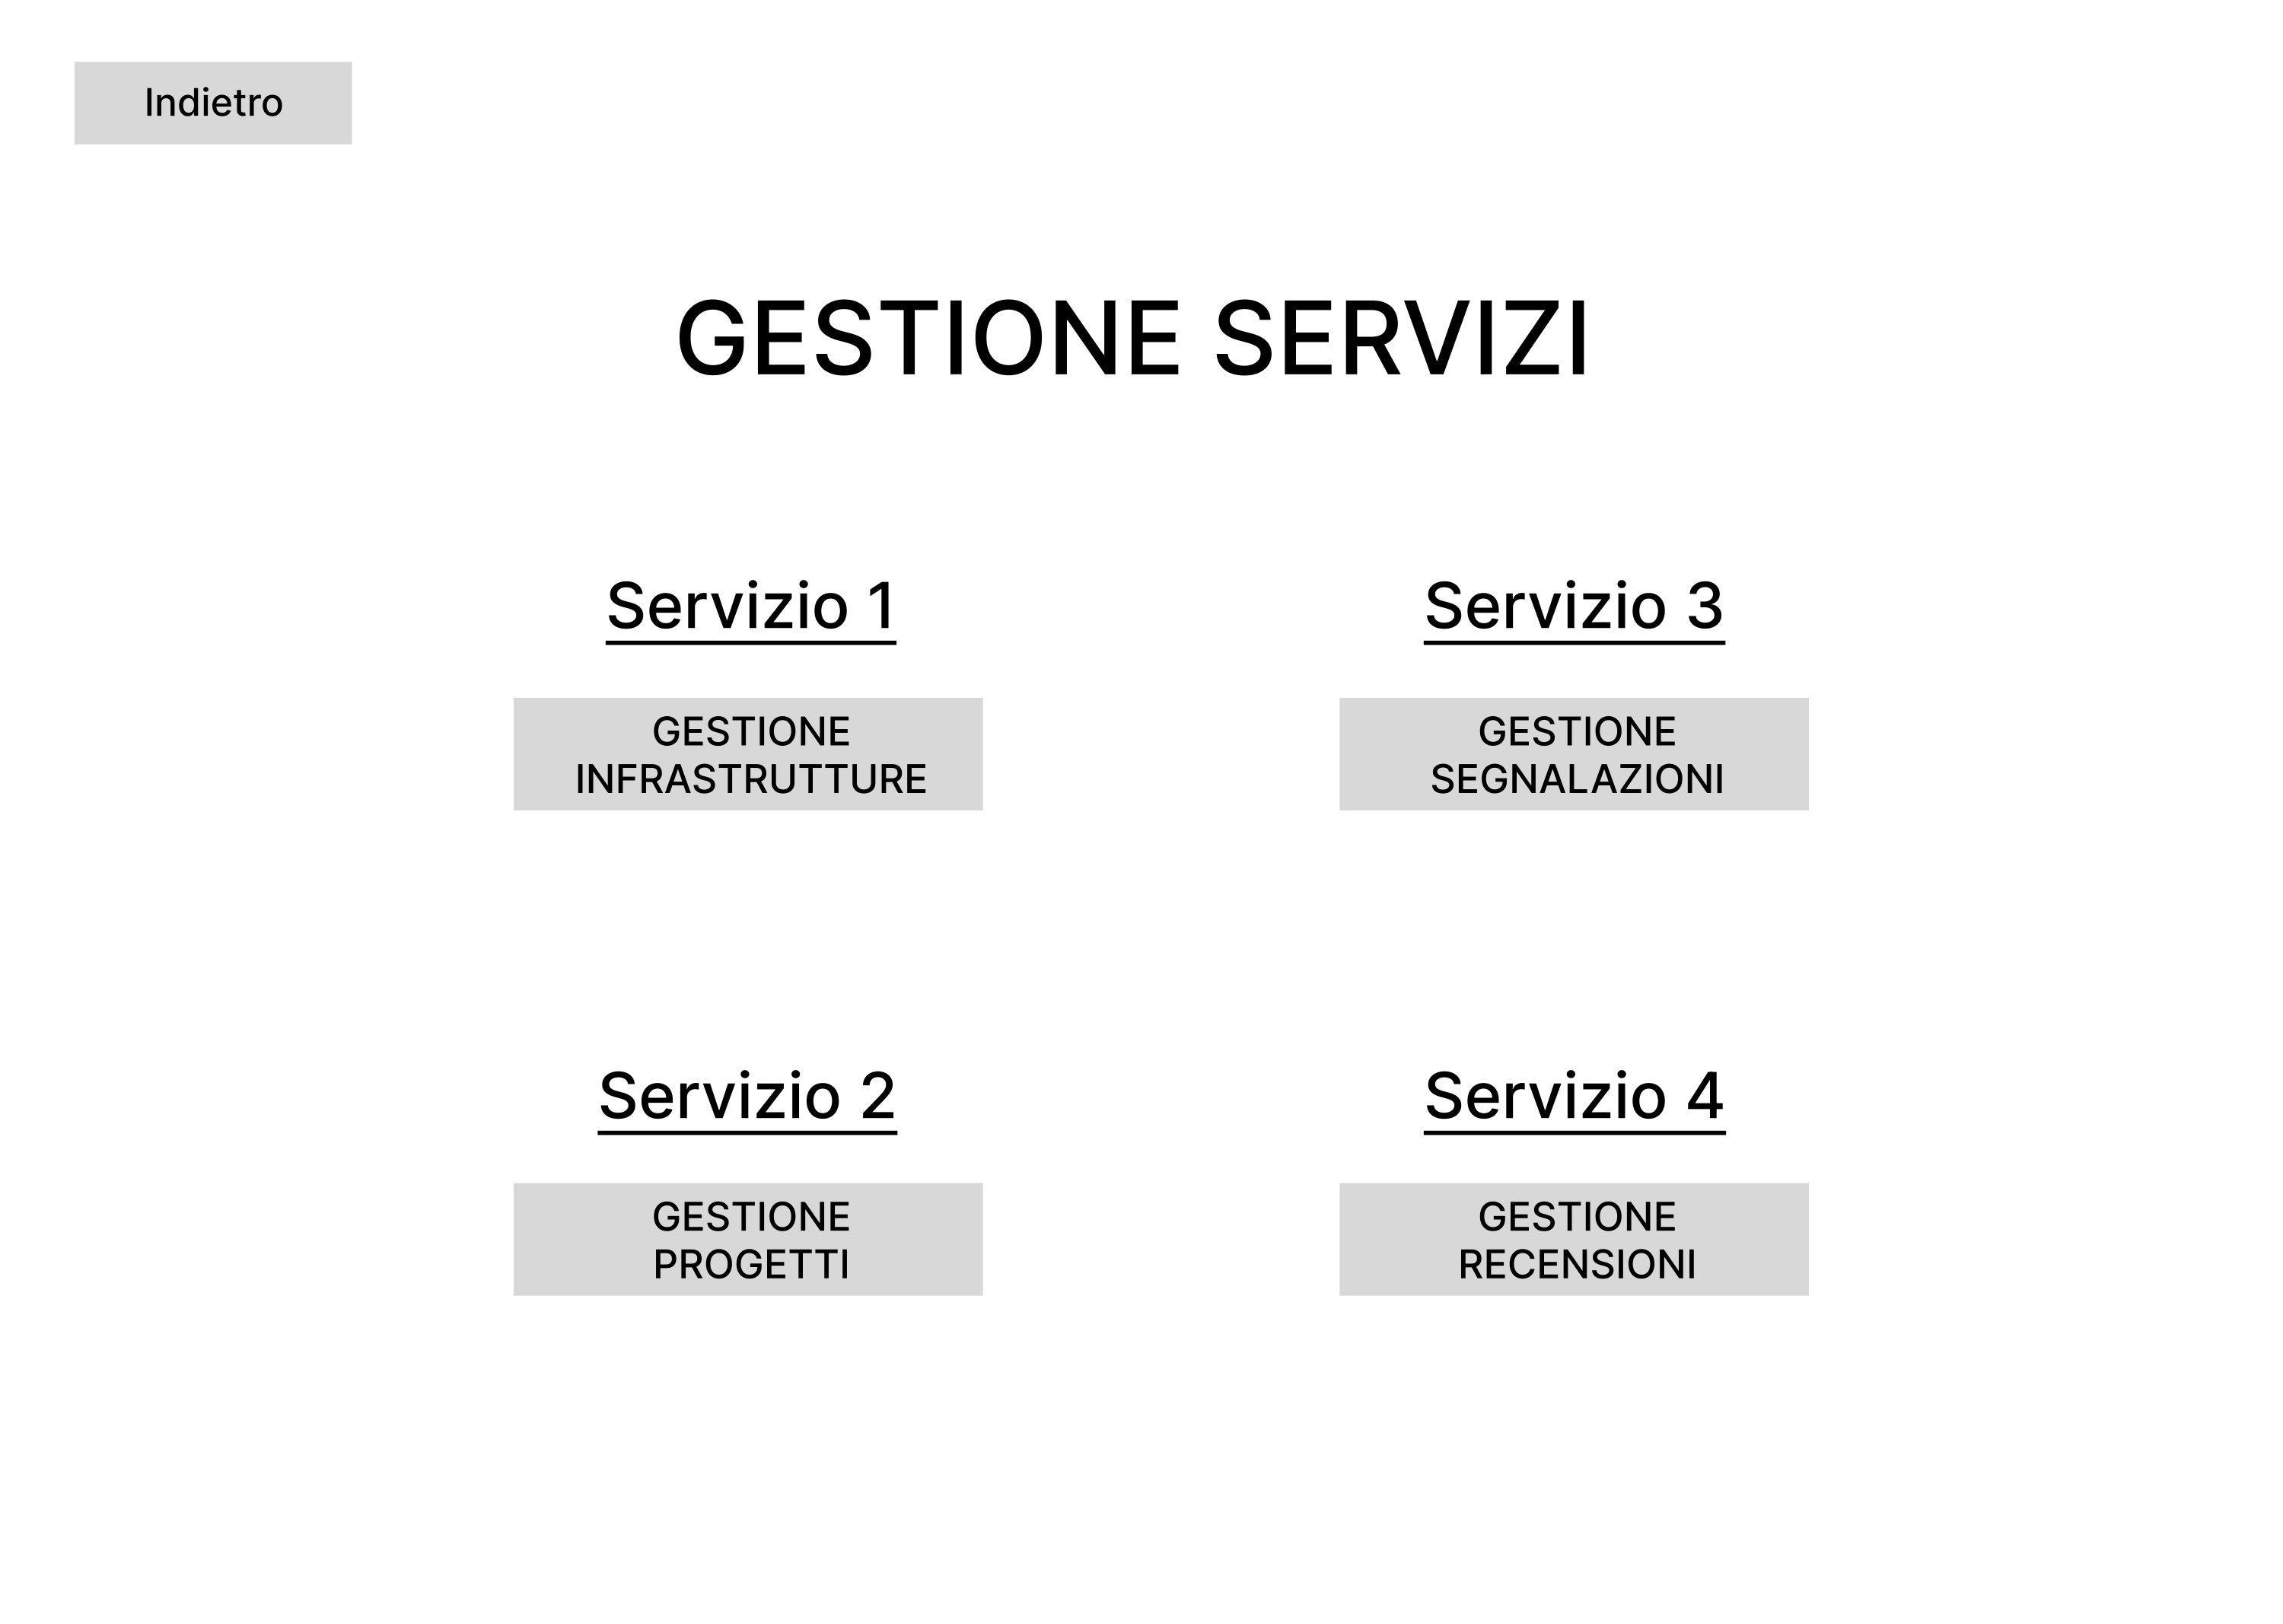 Indietro
GESTIONE SERVIZI
Servizio 1
GESTIONE
INFRASTRUTTURE
Servizio 3
GESTIONE
SEGNALAZIONI
Servizio 2
GESTIONE
PROGETTI
Servizio 4
GESTIONE
RECENSIONI